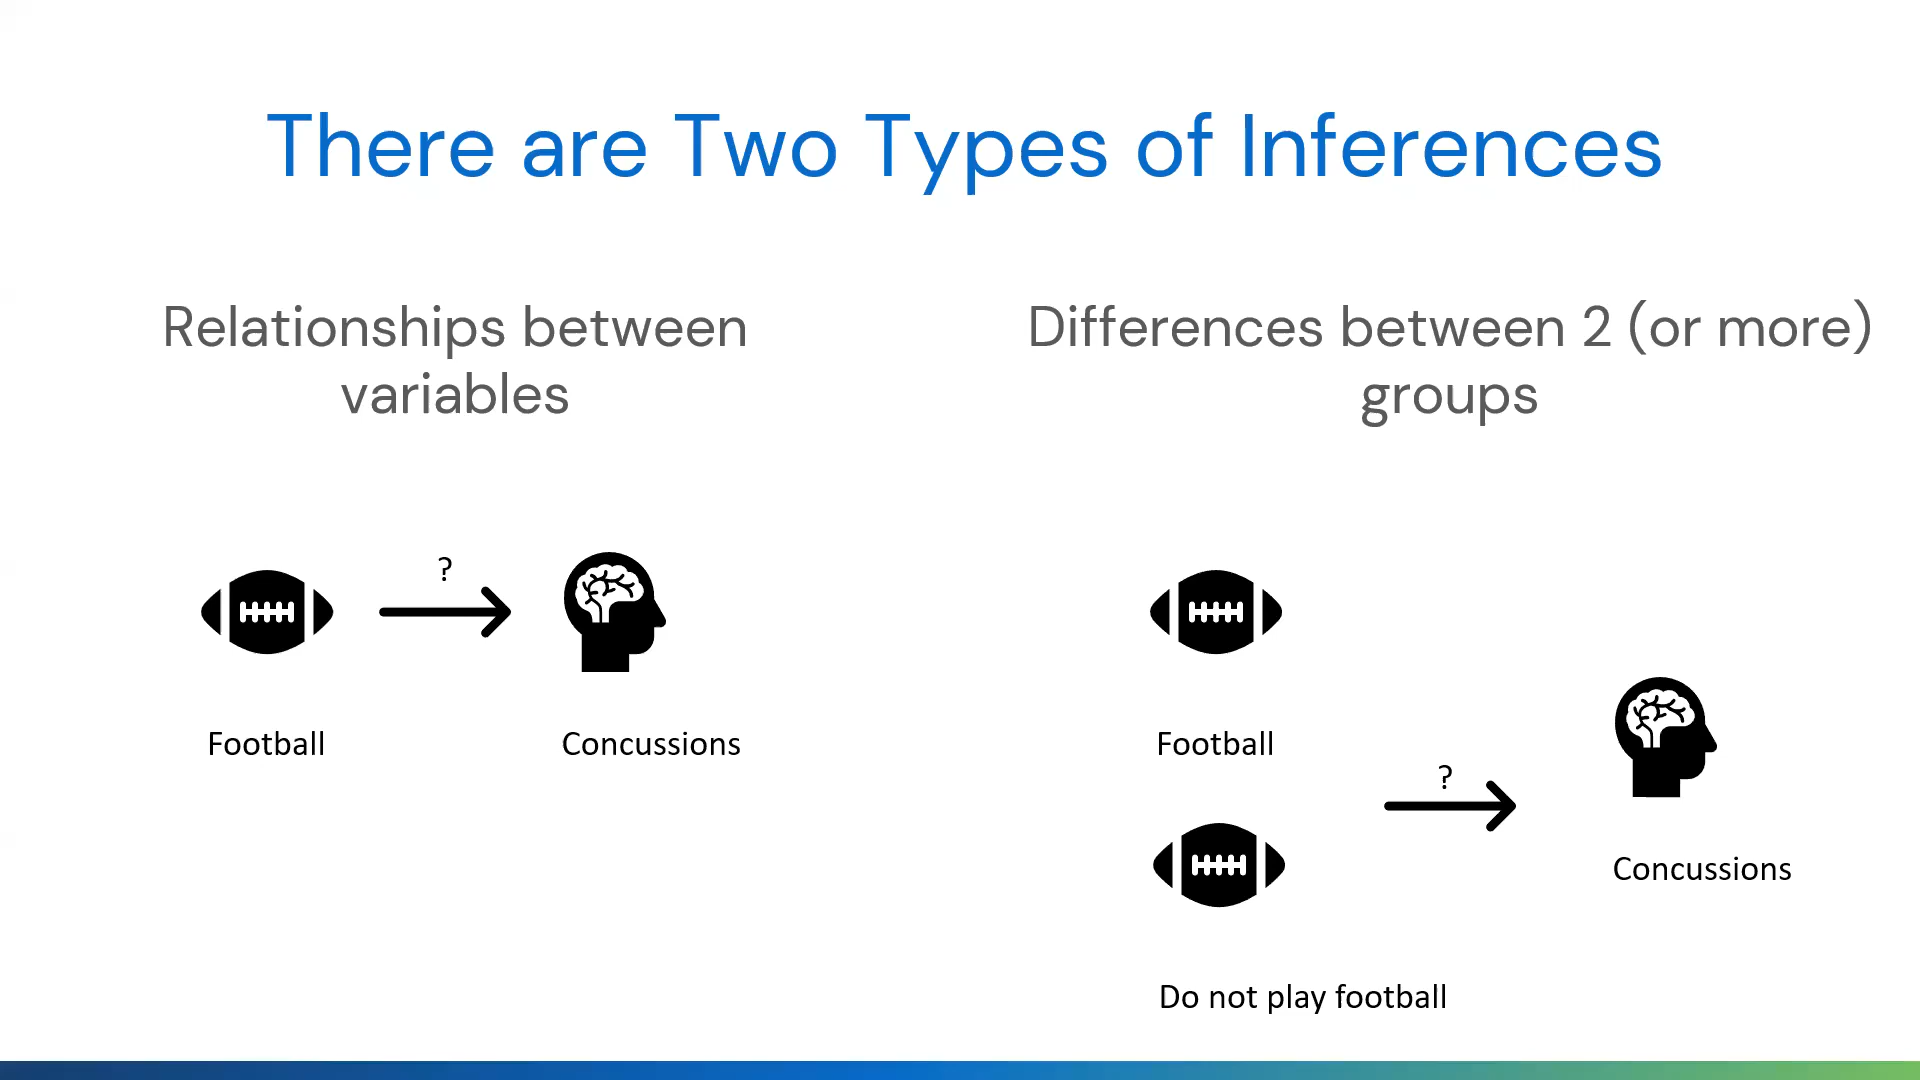 There are Two Types of Inferences
Relationships between
variables
?
Football
Concussions
Differences between 2 (or more)
groups
Football
?
Concussions
Do not play football